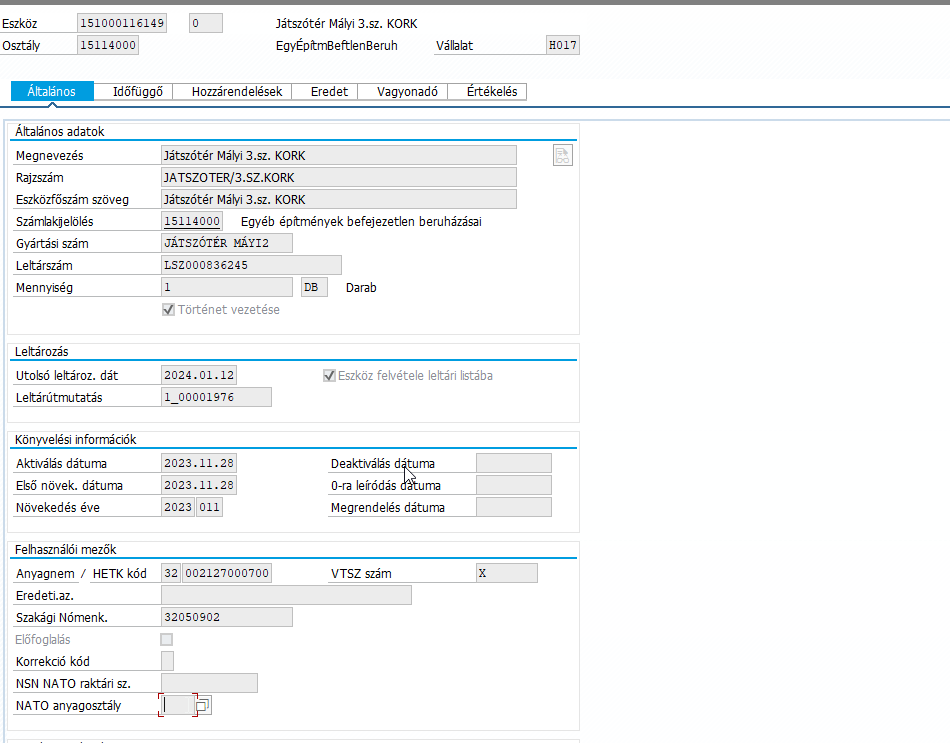 Eszköz 151000116149 0 Játszótér Mályi 3.sz. KORK
Osztály 15114000 EgyÉpítmBeftlenBeruh Vállalat H017
Általános Időfüggő Hozzárendelések Eredet Vagyonadó Értékelés
Általános adatok
Megnevezés Játszótér Mályi 3.sz. KORK
Rajzszám JATSZOTER/3.SZ.KORK
Eszközfőszám szöveg Játszótér Mályi 3.sz. KORK
Számlakijelölés 15114000 Egyéb építmények befejezetlen beruházásai
Gyártási szám JÁTSZÓTÉR MÁYI2
Leltárszám LSZ000836245
Mennyiség 1 DB Darab
Történet vezetése
Leltározás
Utolsó leltároz. dát 2024.01.12 Eszköz felvétele leltári listába
Leltárútmutatás 1_00001976
Könyvelési információk
Aktiválás dátuma 2023.11.28 Deaktiválás dátuma
Első növek. dátuma 2023.11.28 0-ra leíródás dátuma
Növekedés éve 2023 011 Megrendelés dátuma
Felhasználói mezők
Anyagnem / HETK kód 32 002127000700 VTSZ szám X
Eredeti.az.
Szakági Nómenk. 32050902
Előfoglalás
Korrekció kód
NSN NATO raktári sz.
NATO anyagosztály